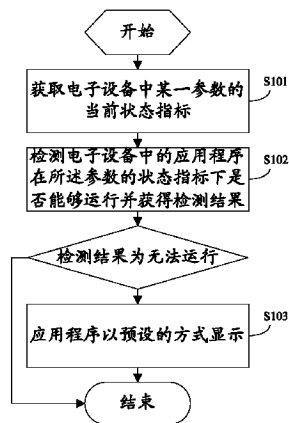 开始
S101
获取电子设备中某一参数的
当前状态指标
S102
检测电子设备中的应用程序
在所述参数的状态指标下是
否能够运行并获得检测结果
检测结果为无法运行
S103
应用程序以预设的方式显示
结束